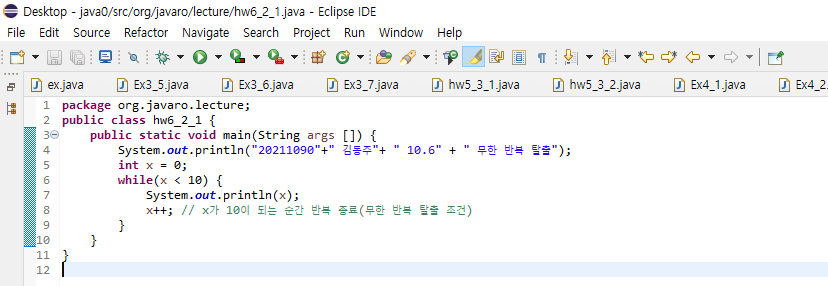 Desktop - java0/src/org/javaro/lecture/hw6_2_1.java - Eclipse IDE
File Edit Source Refactor Navigate Search Project Run Window Help
ex.java Ex3_5.java Ex3_6.java Ex3_7.java hw5_3_1.java hw5_3_2.java Ex4_1.java Ex4_2
1 package org.javaro.lecture;
2 public class hw6_2_1 {
3 public static void main(String args []) {
4 System.out.println("20211090"+" 김동주"+ " 10.6" + " 무한 반복 탈출");
5 int x = 0;
6 while(x < 10) {
7 System.out.println(x);
8 x++; // x가 10이 되는 순간 반복 종료(무한 반복 탈출 조건)
9 }
10 }
11 }
12